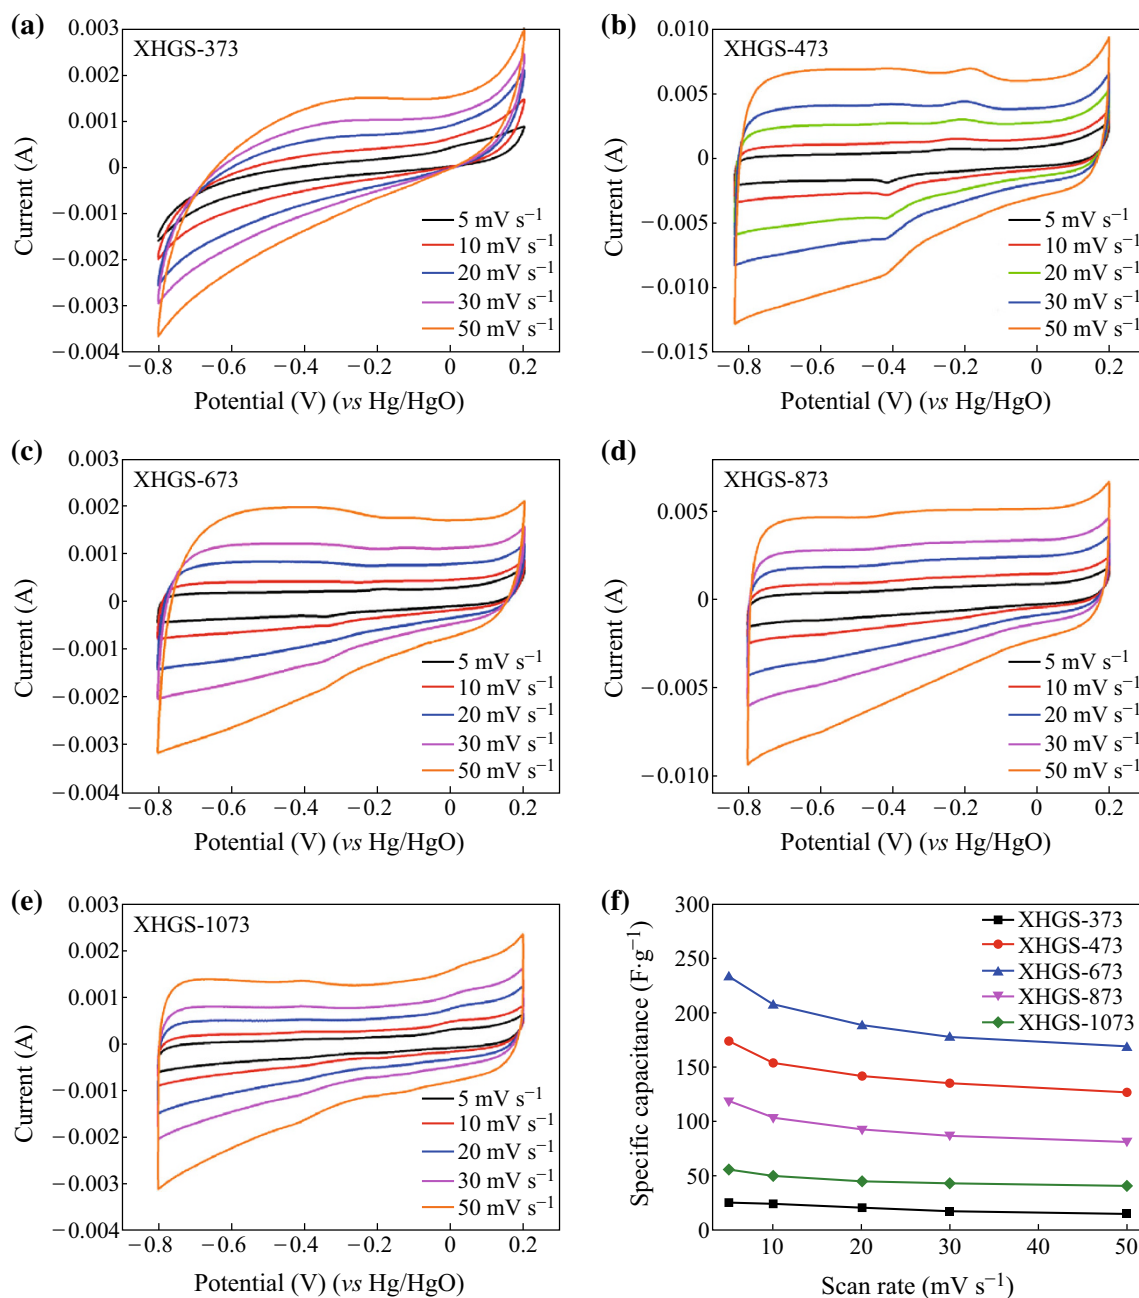 (a)
XHGS-373
0.003
0.002
0.001
0
−0.001
−0.002
−0.003
−0.004
Current (A)
5 mV s⁻¹
10 mV s⁻¹
20 mV s⁻¹
30 mV s⁻¹
50 mV s⁻¹
−0.8 −0.6 −0.4 −0.2 0 0.2
Potential (V) (vs Hg/HgO)
(b)
XHGS-473
0.010
0.005
0
−0.005
−0.010
−0.015
Current (A)
5 mV s⁻¹
10 mV s⁻¹
20 mV s⁻¹
30 mV s⁻¹
50 mV s⁻¹
−0.8 −0.6 −0.4 −0.2 0 0.2
Potential (V) (vs Hg/HgO)
(c)
XHGS-673
0.003
0.002
0.001
0
−0.001
−0.002
−0.003
−0.004
Current (A)
5 mV s⁻¹
10 mV s⁻¹
20 mV s⁻¹
30 mV s⁻¹
50 mV s⁻¹
−0.8 −0.6 −0.4 −0.2 0 0.2
Potential (V) (vs Hg/HgO)
(d)
XHGS-873
0.005
0
−0.005
−0.010
Current (A)
5 mV s⁻¹
10 mV s⁻¹
20 mV s⁻¹
30 mV s⁻¹
50 mV s⁻¹
−0.8 −0.6 −0.4 −0.2 0 0.2
Potential (V) (vs Hg/HgO)
(e)
XHGS-1073
0.003
0.002
0.001
0
−0.001
−0.002
−0.003
−0.004
Current (A)
5 mV s⁻¹
10 mV s⁻¹
20 mV s⁻¹
30 mV s⁻¹
50 mV s⁻¹
−0.8 −0.6 −0.4 −0.2 0 0.2
Potential (V) (vs Hg/HgO)
(f)
300
250
200
150
100
50
0
Specific capacitance (F·g⁻¹)
XHGS-373
XHGS-473
XHGS-673
XHGS-873
XHGS-1073
10 20 30 40 50
Scan rate (mV s⁻¹)